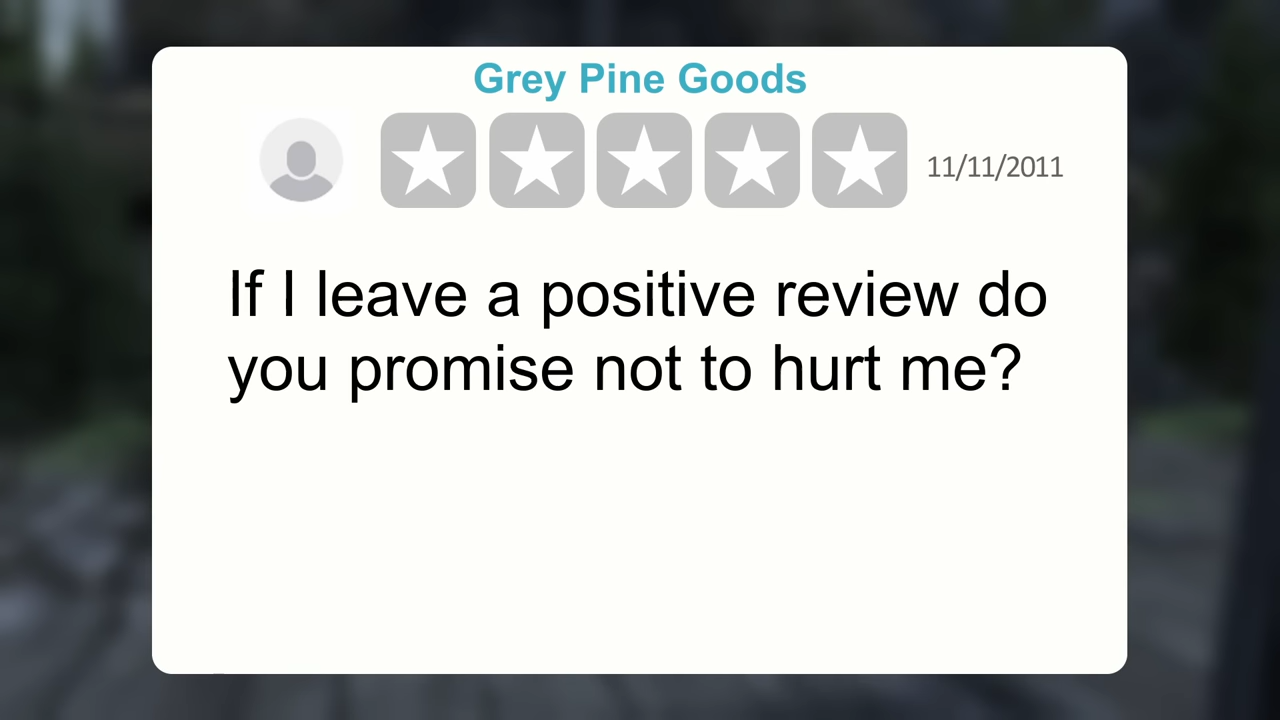 Grey Pine Goods
11/11/2011
If I leave a positive review do
you promise not to hurt me?